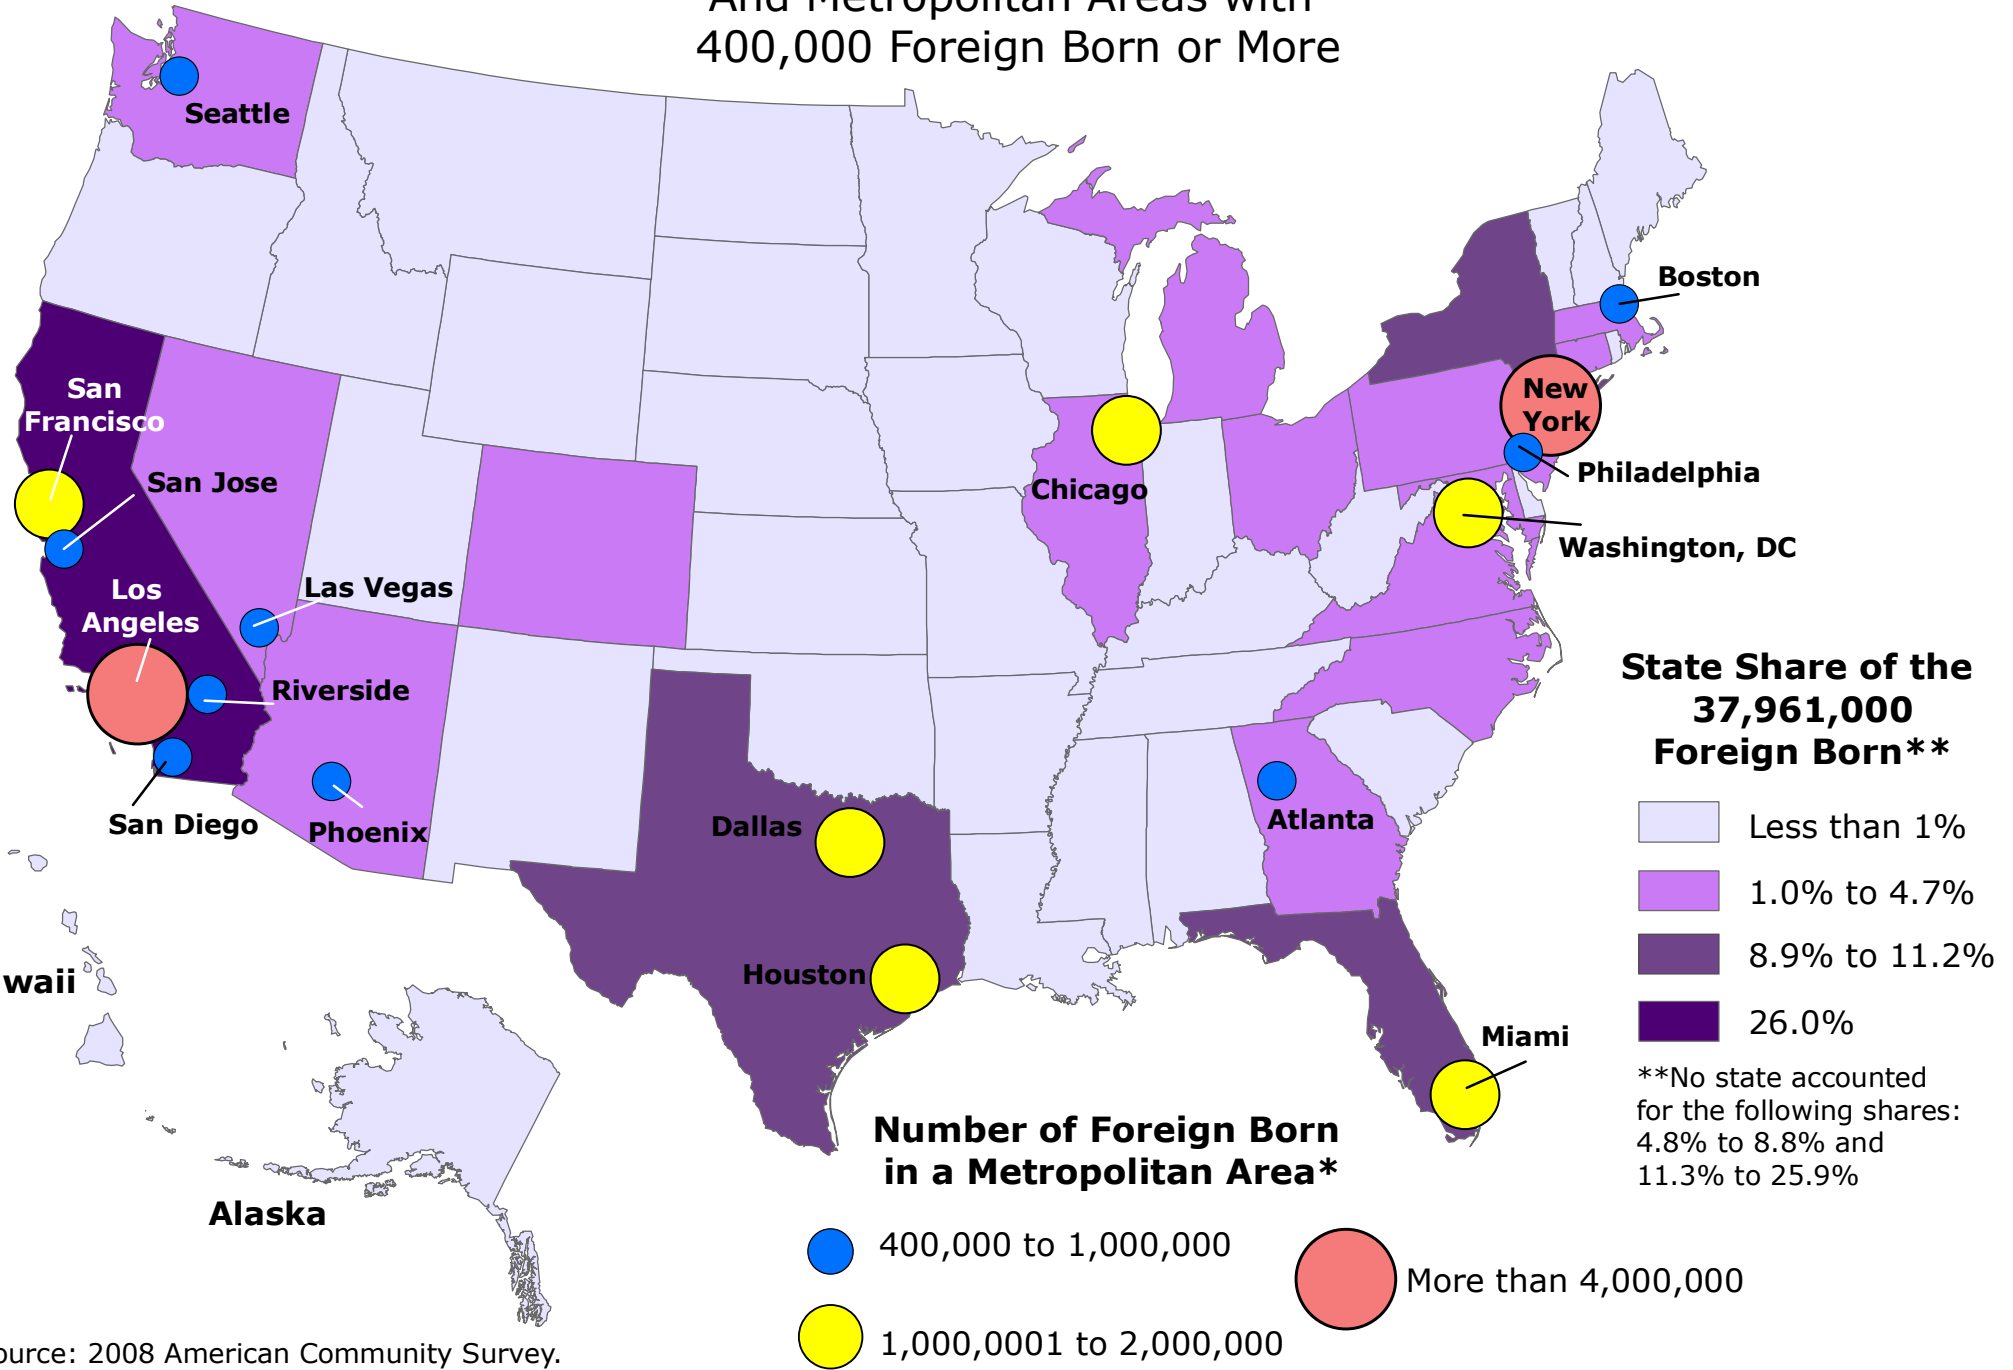 And Metropolitan Areas with
400,000 Foreign Born or More
Seattle
Boston
San
Francisco
New
York
San Jose
Chicago
Philadelphia
Washington, DC
Los
Angeles
Las Vegas
Riverside
State Share of the
37,961,000
Foreign Born**
San Diego
Phoenix
Dallas
Atlanta
Less than 1%
1.0% to 4.7%
8.9% to 11.2%
26.0%
waii
Houston
Miami
**No state accounted
for the following shares:
4.8% to 8.8% and
11.3% to 25.9%
Alaska
Number of Foreign Born
in a Metropolitan Area*
400,000 to 1,000,000
More than 4,000,000
1,000,0001 to 2,000,000
ource: 2008 American Community Survey.